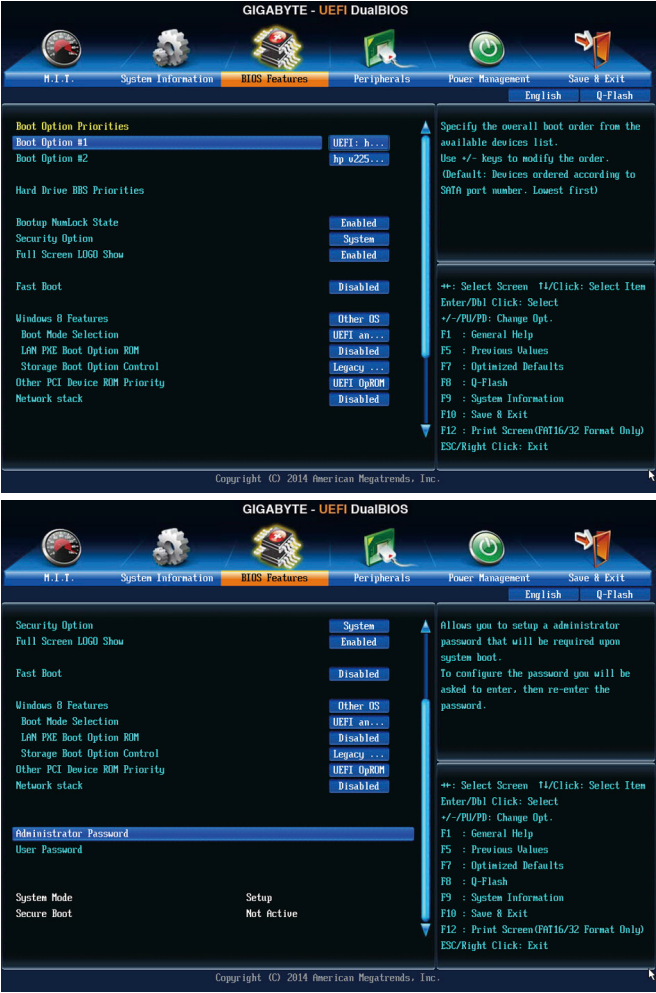 GIGABYTE - UEFI DualBIOS
M.I.T. System Information BIOS Features Peripherals Power Management Save & Exit
English Q-Flash
Boot Option Priorities
Boot Option #1 UEFI: h...
Boot Option #2 hp v225...
Hard Drive BBS Priorities
Bootup NumLock State Enabled
Security Option System
Full Screen LOGO Show Enabled
Fast Boot Disabled
Windows 8 Features Other OS
Boot Mode Selection UEFI an...
LAN PXE Boot Option ROM Disabled
Storage Boot Option Control Legacy ...
Other PCI Device ROM Priority UEFI OpROM
Network stack Disabled
Specify the overall boot order from the
available devices list.
Use +/- keys to modify the order.
(Default: Devices ordered according to
SATA port number. Lowest first)
↔: Select Screen ↑↓/Click: Select Item
Enter/Dbl Click: Select
+/-/PU/PD: Change Opt.
F1 : General Help
F5 : Previous Values
F7 : Optimized Defaults
F8 : Q-Flash
F9 : System Information
F10 : Save & Exit
F12 : Print Screen(FAT16/32 Format Only)
ESC/Right Click: Exit
Copyright (C) 2014 American Megatrends, Inc.
GIGABYTE - UEFI DualBIOS
M.I.T. System Information BIOS Features Peripherals Power Management Save & Exit
English Q-Flash
Security Option System
Full Screen LOGO Show Enabled
Fast Boot Disabled
Windows 8 Features Other OS
Boot Mode Selection UEFI an...
LAN PXE Boot Option ROM Disabled
Storage Boot Option Control Legacy ...
Other PCI Device ROM Priority UEFI OpROM
Network stack Disabled
Administrator Password
User Password
System Mode Setup
Secure Boot Not Active
Allows you to setup a administrator
password that will be required upon
system boot.
To configure the password you will be
asked to enter, then re-enter the
password.
↔: Select Screen ↑↓/Click: Select Item
Enter/Dbl Click: Select
+/-/PU/PD: Change Opt.
F1 : General Help
F5 : Previous Values
F7 : Optimized Defaults
F8 : Q-Flash
F9 : System Information
F10 : Save & Exit
F12 : Print Screen(FAT16/32 Format Only)
ESC/Right Click: Exit
Copyright (C) 2014 American Megatrends, Inc.